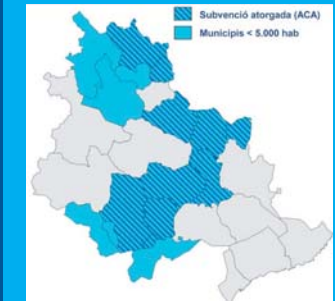 Subvenció atorgada (ACA)
Municipis < 5.000 hab